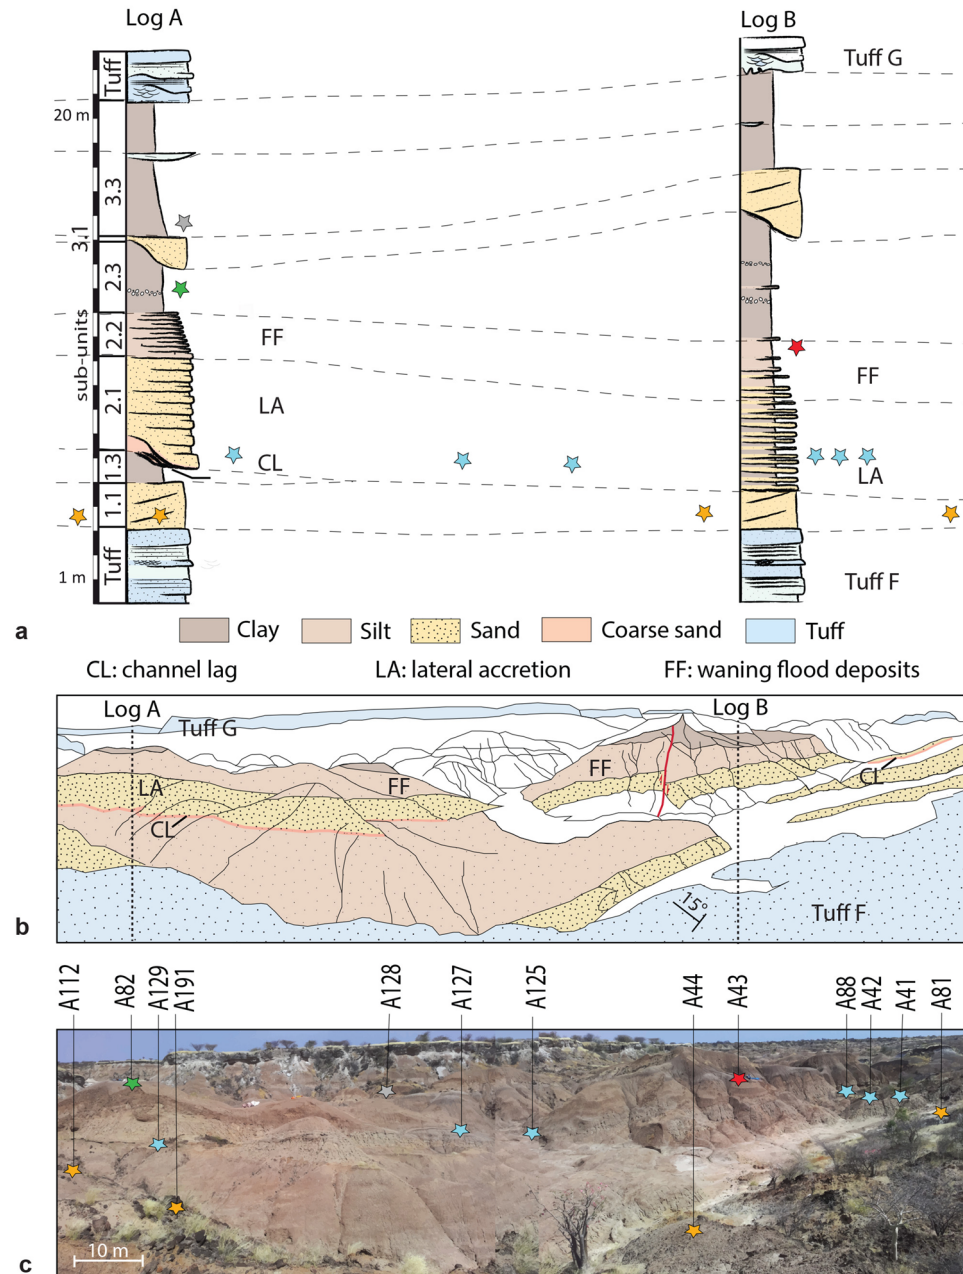 a
Log A
Log B
Tuff
Tuff G
20 m
3.3
3.1
2.3
sub-units
2.2
FF
FF
2.1
LA
1.3
CL
LA
1.1
1 m
Tuff
Tuff F
Clay
Silt
Sand
Coarse sand
Tuff
CL: channel lag
LA: lateral accretion
FF: waning flood deposits
Log A
Log B
Tuff G
LA
FF
FF
CL
CL
15°
Tuff F
b
A112
A82
A129
A191
A128
A127
A125
A44
A43
A88
A42
A41
A81
10 m
c